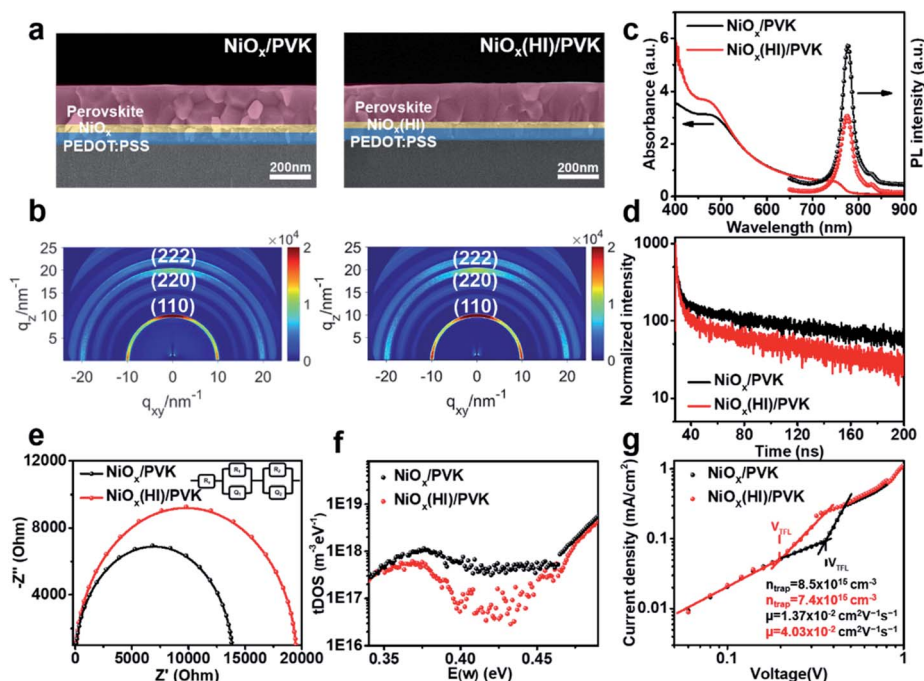 a
NiOx/PVK
Perovskite
NiOx
PEDOT:PSS
200nm
NiOx(HI)/PVK
Perovskite
NiOx(HI)
PEDOT:PSS
200nm
b
25
20
15
10
5
qz/nm-1
(222)
(220)
(110)
-20 -10 0 10 20
qxy/nm-1
×10^4
2
1
0
25
20
15
10
5
qz/nm-1
(222)
(220)
(110)
-20 -10 0 10 20
qxy/nm-1
×10^4
2
1
0
c
NiOx/PVK
NiOx(HI)/PVK
Absorbance (a.u.)
PL intensity (a.u.)
6
4
2
0
400 500 600 700 800 900
Wavelength (nm)
d
Normalized intensity
1000
100
10
NiOx/PVK
NiOx(HI)/PVK
40 80 120 160 200
Time (ns)
e
-Z'' (Ohm)
12000
8000
4000
NiOx/PVK
NiOx(HI)/PVK
0 5000 10000 15000 20000
Z' (Ohm)
f
tDOS (m-3eV-1)
1E19
1E18
1E17
1E16
NiOx/PVK
NiOx(HI)/PVK
0.35 0.40 0.45
E(w) (eV)
g
Current density (mA/cm2)
1
0.1
0.01
NiOx/PVK
NiOx(HI)/PVK
VTFL
VTFL
ntrap=8.5x10^15 cm-3
ntrap=7.4x10^15 cm-3
μ=1.37x10-2 cm2V−1s−1
μ=4.03x10-2 cm2V−1s−1
0.1 1
Voltage(V)